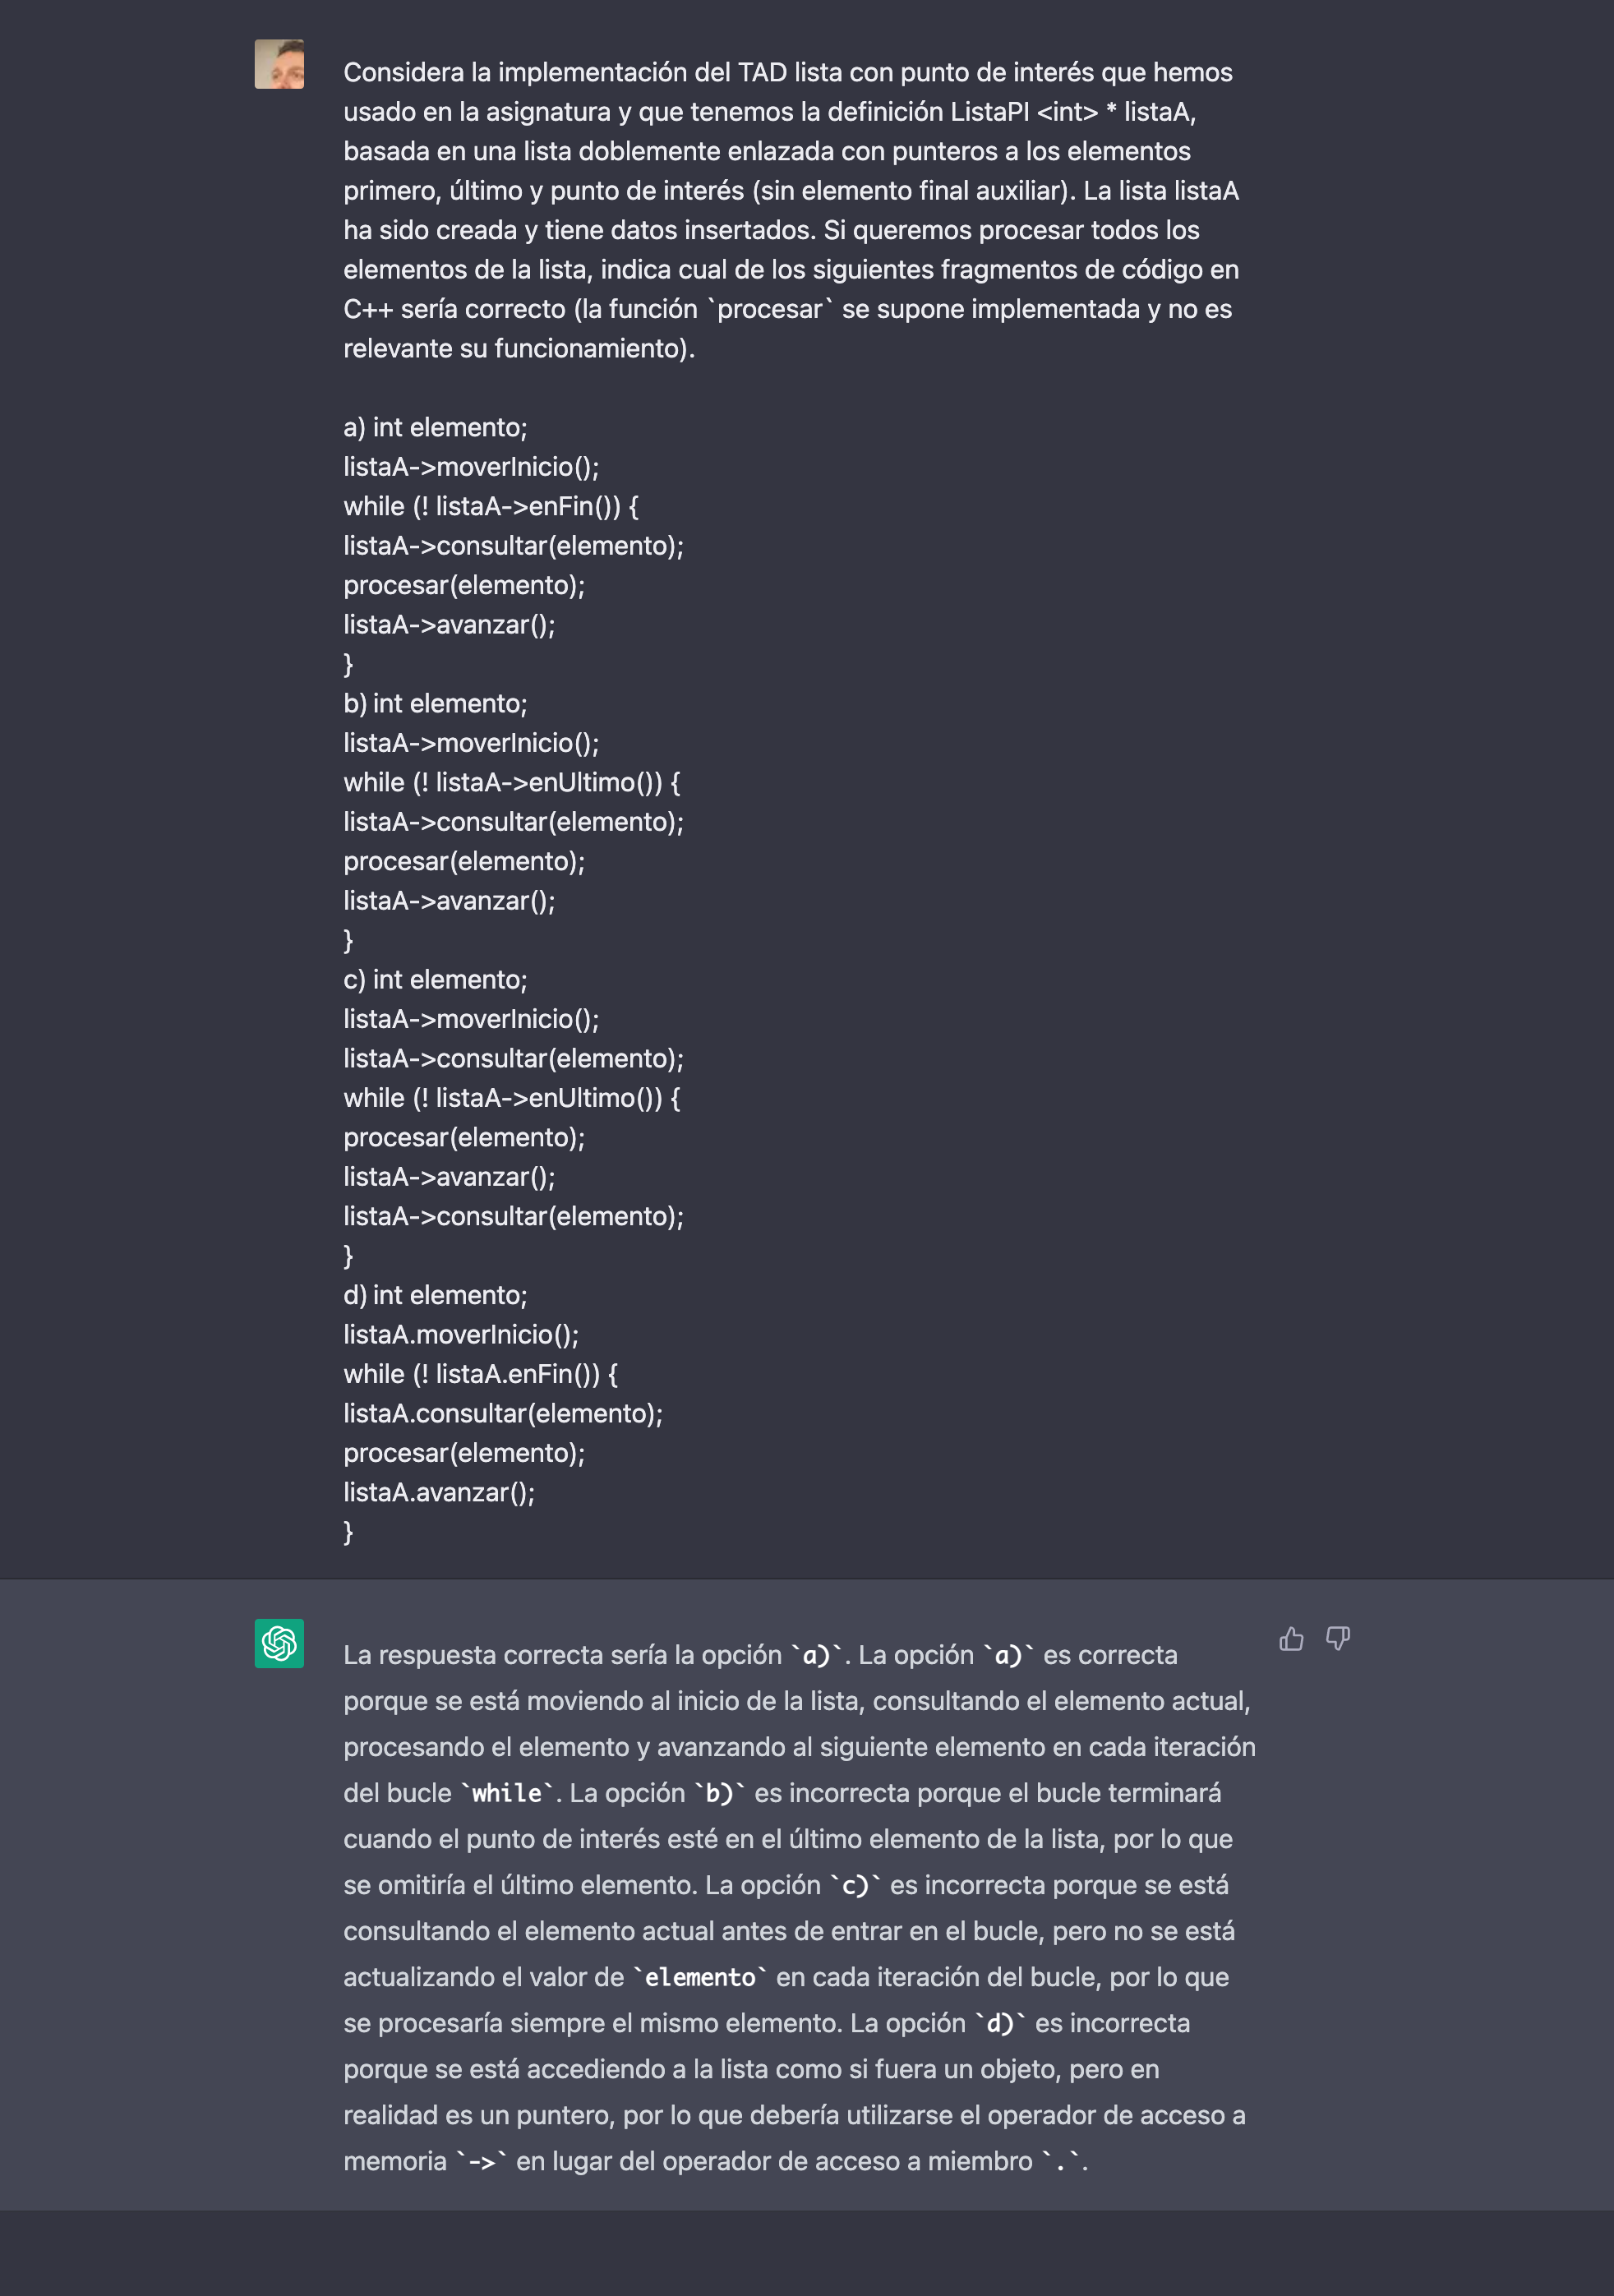 Considera la implementación del TAD lista con punto de interés que hemos
usado en la asignatura y que tenemos la definición ListaPI <int> * listaA,
basada en una lista doblemente enlazada con punteros a los elementos
primero, último y punto de interés (sin elemento final auxiliar). La lista listaA
ha sido creada y tiene datos insertados. Si queremos procesar todos los
elementos de la lista, indica cual de los siguientes fragmentos de código en
C++ sería correcto (la función `procesar` se supone implementada y no es
relevante su funcionamiento).
a) int elemento;
listaA->moverInicio();
while (! listaA->enFin()) {
listaA->consultar(elemento);
procesar(elemento);
listaA->avanzar();
}
b) int elemento;
listaA->moverInicio();
while (! listaA->enUltimo()) {
listaA->consultar(elemento);
procesar(elemento);
listaA->avanzar();
}
c) int elemento;
listaA->moverInicio();
listaA->consultar(elemento);
while (! listaA->enUltimo()) {
procesar(elemento);
listaA->avanzar();
listaA->consultar(elemento);
}
d) int elemento;
listaA.moverInicio();
while (! listaA.enFin()) {
listaA.consultar(elemento);
procesar(elemento);
listaA.avanzar();
}
La respuesta correcta sería la opción `a)`. La opción `a)` es correcta
porque se está moviendo al inicio de la lista, consultando el elemento actual,
procesando el elemento y avanzando al siguiente elemento en cada iteración
del bucle `while`. La opción `b)` es incorrecta porque el bucle terminará
cuando el punto de interés esté en el último elemento de la lista, por lo que
se omitiría el último elemento. La opción `c)` es incorrecta porque se está
consultando el elemento actual antes de entrar en el bucle, pero no se está
actualizando el valor de `elemento` en cada iteración del bucle, por lo que
se procesaría siempre el mismo elemento. La opción `d)` es incorrecta
porque se está accediendo a la lista como si fuera un objeto, pero en
realidad es un puntero, por lo que debería utilizarse el operador de acceso a
memoria `->` en lugar del operador de acceso a miembro `.`.